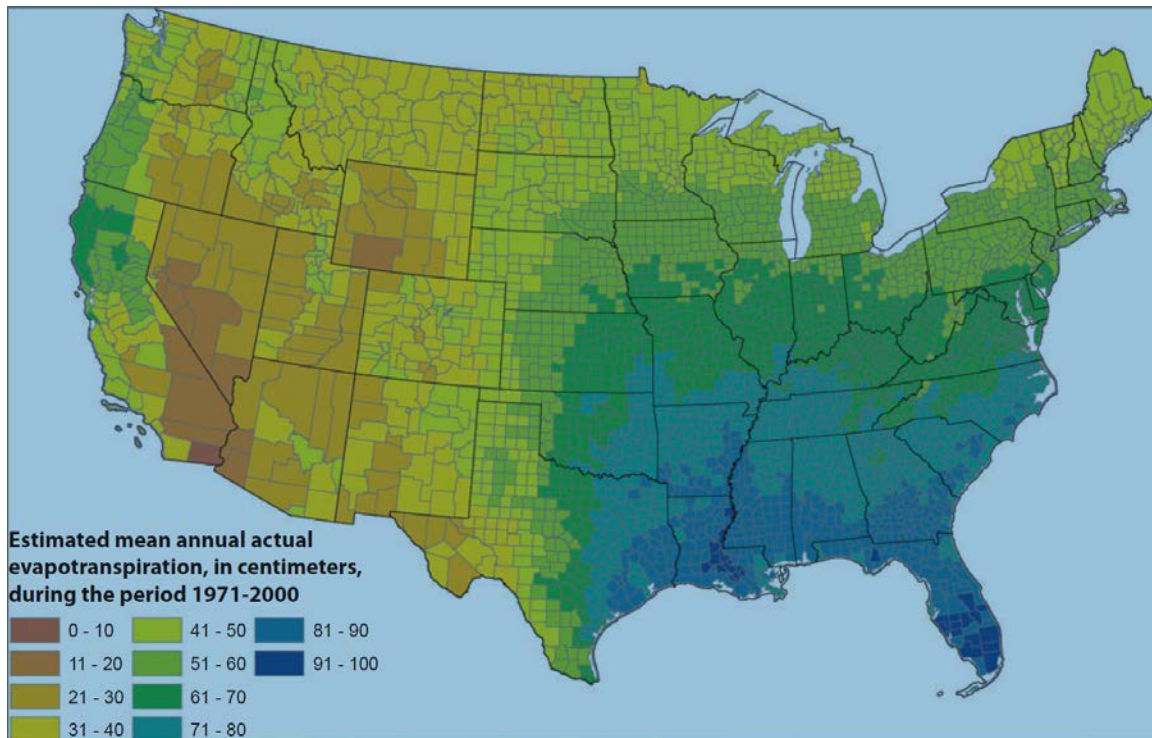 Estimated mean annual actual
evapotranspiration, in centimeters,
during the period 1971-2000
0 - 10
11 - 20
21 - 30
31 - 40
41 - 50
51 - 60
61 - 70
71 - 80
81 - 90
91 - 100